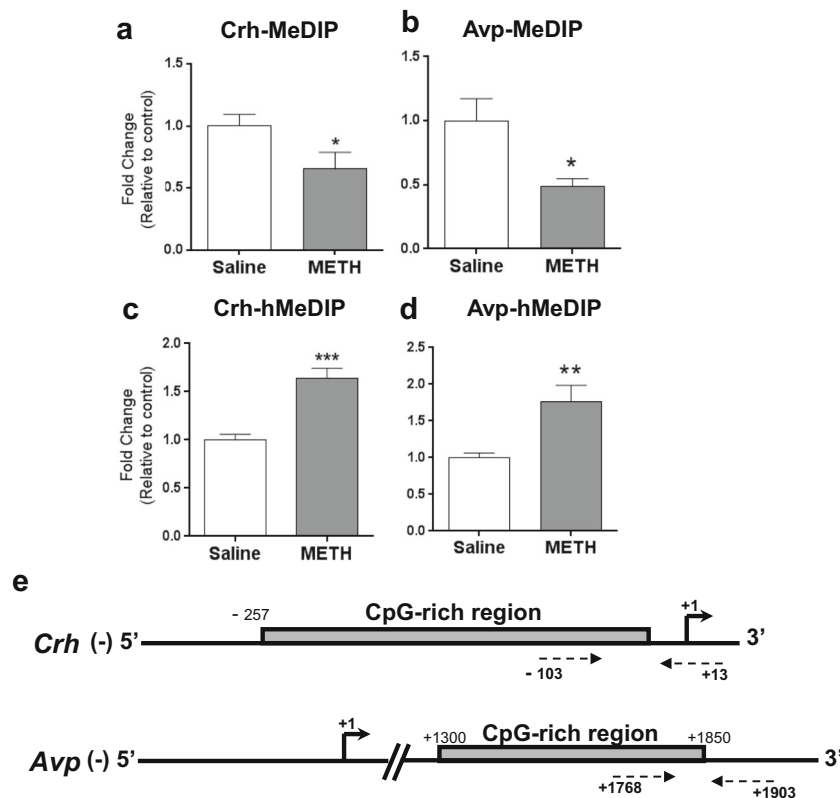 a Crh-MeDIP
Fold Change
(Relative to control)
1.5
1.0
0.5
0.0
*
Saline METH
b Avp-MeDIP
1.5
1.0
0.5
0.0
*
Saline METH
c Crh-hMeDIP
Fold Change
(Relative to control)
2.0
1.5
1.0
0.5
0.0
***
Saline METH
d Avp-hMeDIP
2.5
2.0
1.5
1.0
0.5
0.0
**
Saline METH
e
- 257 CpG-rich region +1
Crh (-) 5’ 3’
- 103 +13
+1 +1300 CpG-rich region +1850
Avp (-) 5’ 3’
+1768 +1903